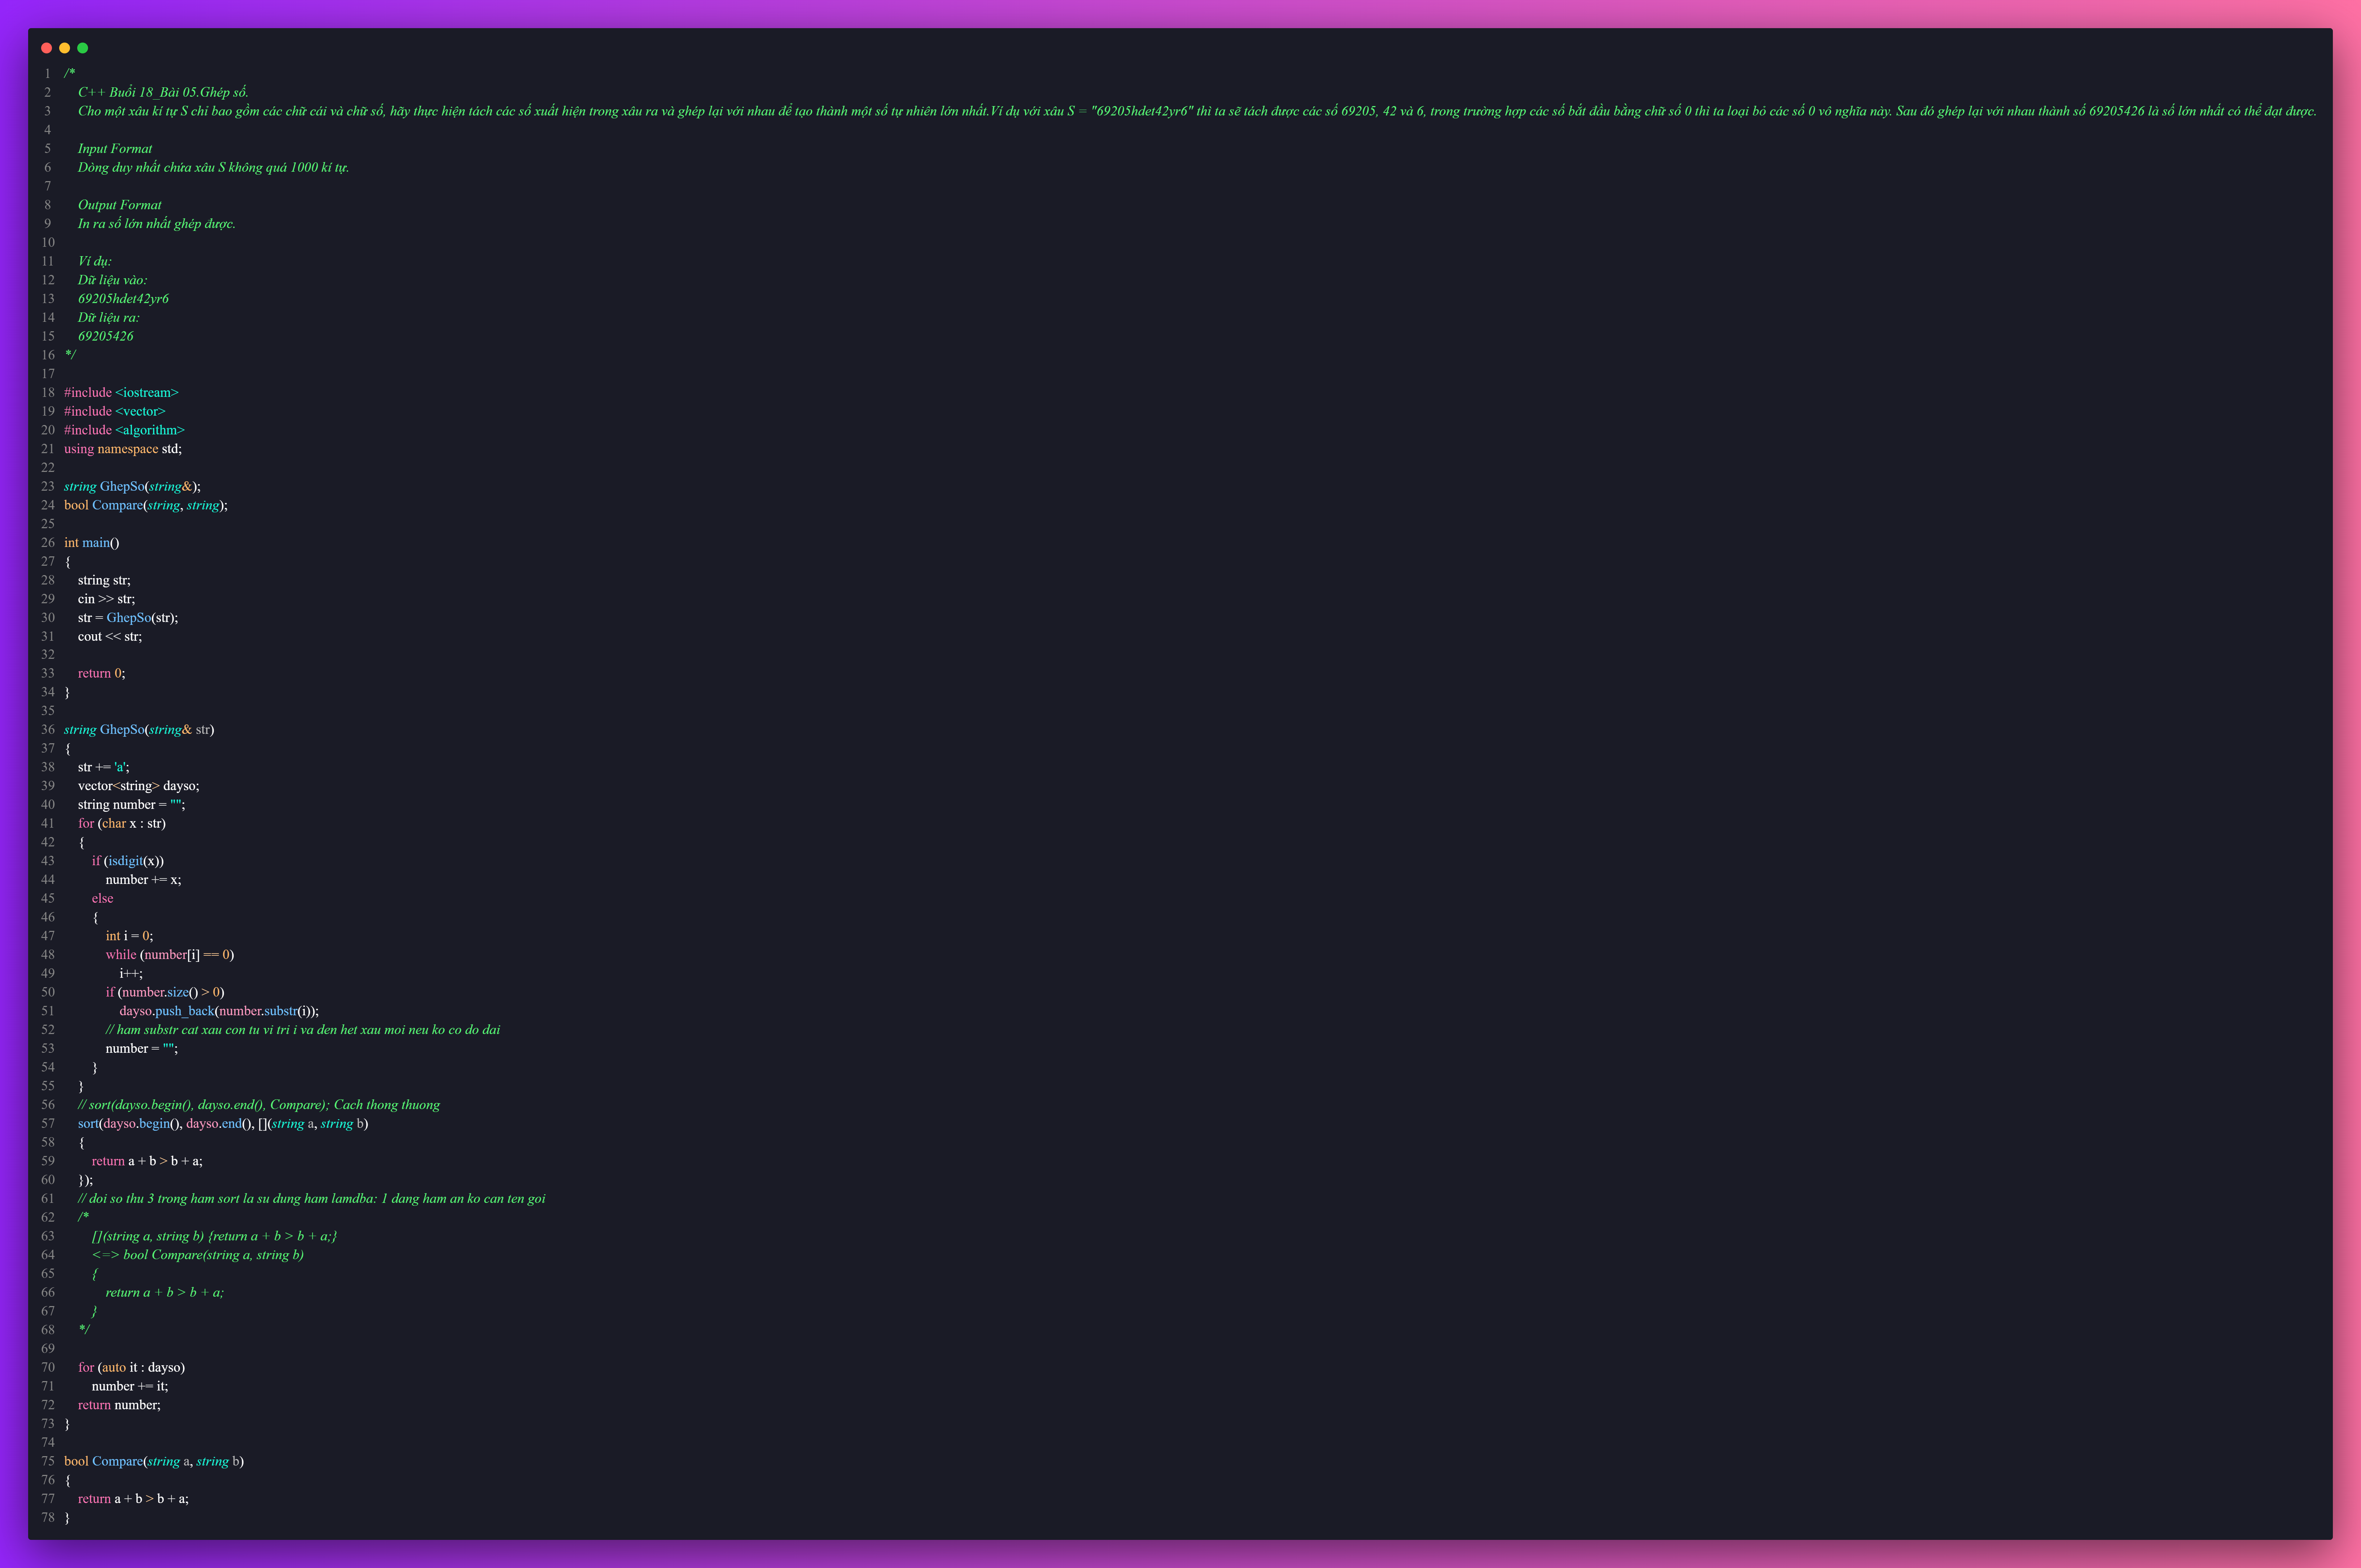 1 /*
2 C++ Buổi 18_Bài 05.Ghép số.
3 Cho một xâu kí tự S chỉ bao gồm các chữ cái và chữ số, hãy thực hiện tách các số xuất hiện trong xâu ra và ghép lại với nhau để tạo thành một số tự nhiên lớn nhất.Ví dụ với xâu S = "69205hdet42yr6" thì ta sẽ tách được các số 69205, 42 và 6, trong trường hợp các số bắt đầu bằng chữ số 0 thì ta loại bỏ các số 0 vô nghĩa này. Sau đó ghép lại với nhau thành số 69205426 là số lớn nhất có thể đạt được.
4
5 Input Format
6 Dòng duy nhất chứa xâu S không quá 1000 kí tự.
7
8 Output Format
9 In ra số lớn nhất ghép được.
10
11 Ví dụ:
12 Dữ liệu vào:
13 69205hdet42yr6
14 Dữ liệu ra:
15 69205426
16 */
17
18 #include <iostream>
19 #include <vector>
20 #include <algorithm>
21 using namespace std;
22
23 string GhepSo(string&);
24 bool Compare(string, string);
25
26 int main()
27 {
28 string str;
29 cin >> str;
30 str = GhepSo(str);
31 cout << str;
32
33 return 0;
34 }
35
36 string GhepSo(string& str)
37 {
38 str += 'a';
39 vector<string> dayso;
40 string number = "";
41 for (char x : str)
42 {
43 if (isdigit(x))
44 number += x;
45 else
46 {
47 int i = 0;
48 while (number[i] == 0)
49 i++;
50 if (number.size() > 0)
51 dayso.push_back(number.substr(i));
52 // ham substr cat xau con tu vi tri i va den het xau moi neu ko co do dai
53 number = "";
54 }
55 }
56 // sort(dayso.begin(), dayso.end(), Compare); Cach thong thuong
57 sort(dayso.begin(), dayso.end(), [](string a, string b)
58 {
59 return a + b > b + a;
60 });
61 // doi so thu 3 trong ham sort la su dung ham lamdba: 1 dang ham an ko can ten goi
62 /*
63 [](string a, string b) {return a + b > b + a;}
64 <=> bool Compare(string a, string b)
65 {
66 return a + b > b + a;
67 }
68 */
69
70 for (auto it : dayso)
71 number += it;
72 return number;
73 }
74
75 bool Compare(string a, string b)
76 {
77 return a + b > b + a;
78 }